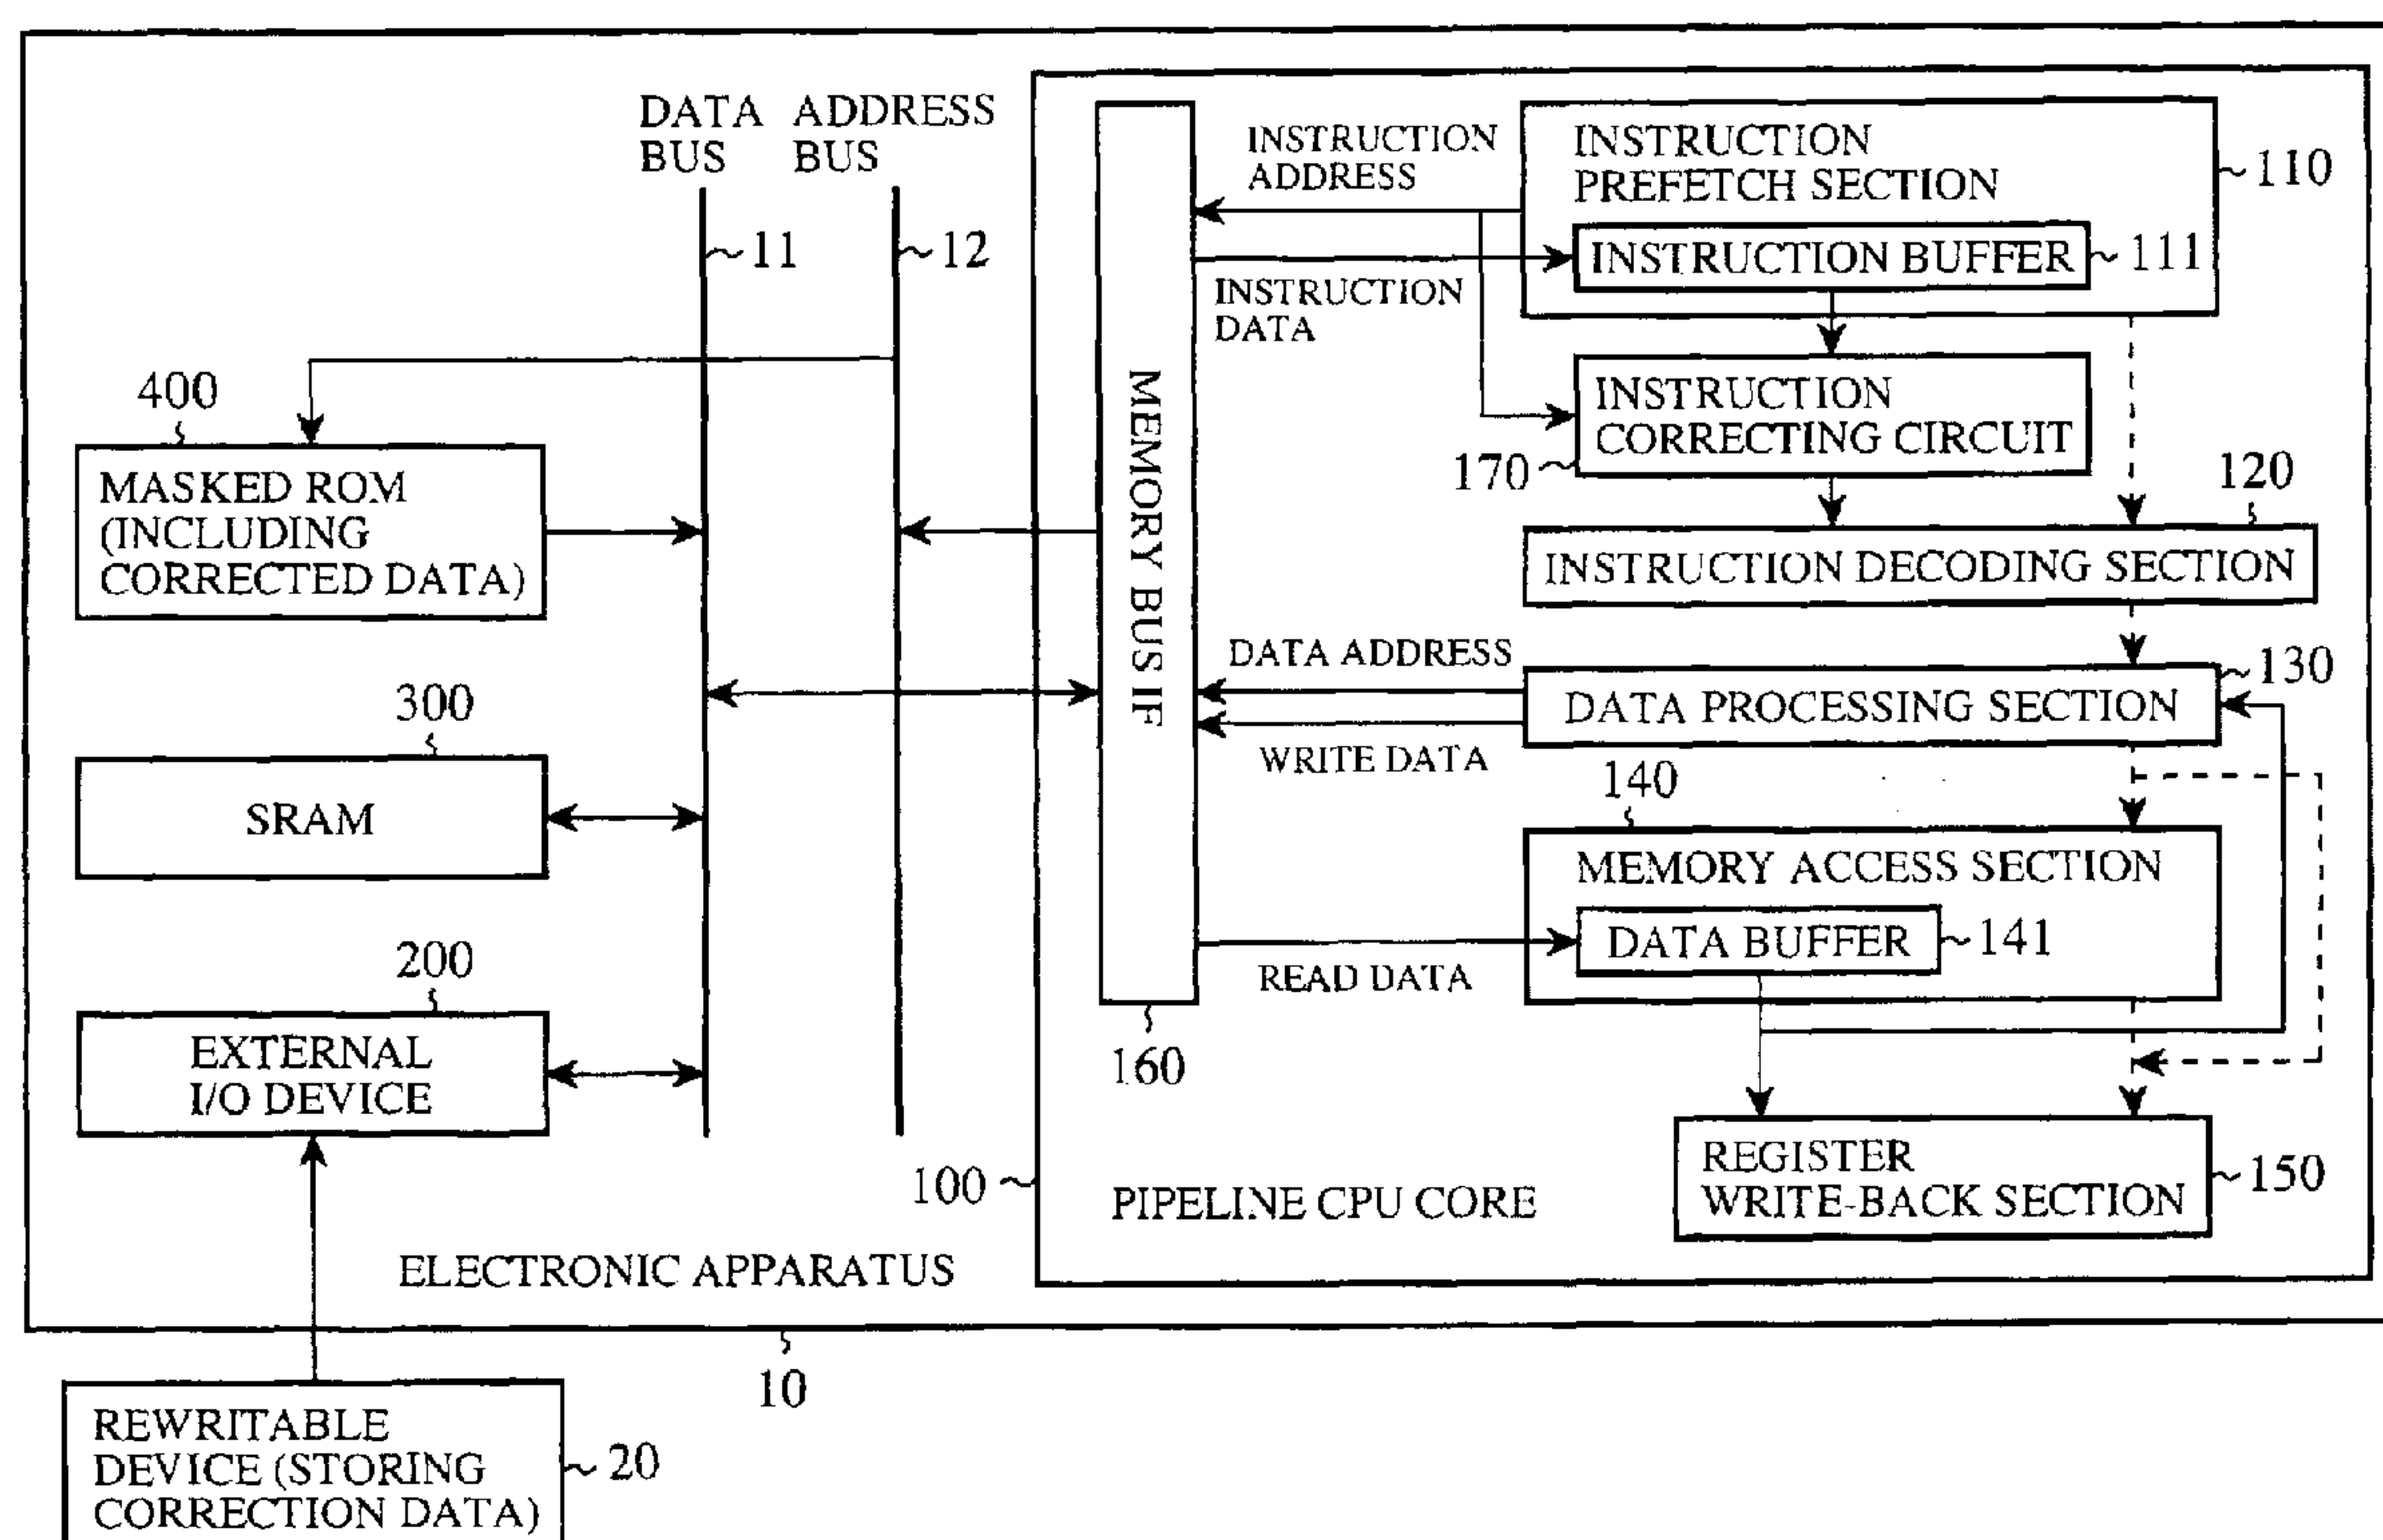 DATA BUS
ADDRESS BUS
11
12
400
MASKED ROM
(INCLUDING
CORRECTED DATA)
300
SRAM
200
EXTERNAL
I/O DEVICE
ELECTRONIC APPARATUS
10
REWRITABLE
DEVICE (STORING
CORRECTION DATA)
20
100
PIPELINE CPU CORE
MEMORY BUS IF
160
INSTRUCTION
ADDRESS
INSTRUCTION
DATA
INSTRUCTION
PREFETCH SECTION
110
INSTRUCTION BUFFER
111
INSTRUCTION
CORRECTING CIRCUIT
170
120
INSTRUCTION DECODING SECTION
DATA ADDRESS
130
DATA PROCESSING SECTION
WRITE DATA
140
MEMORY ACCESS SECTION
DATA BUFFER
141
READ DATA
REGISTER
WRITE-BACK SECTION
150